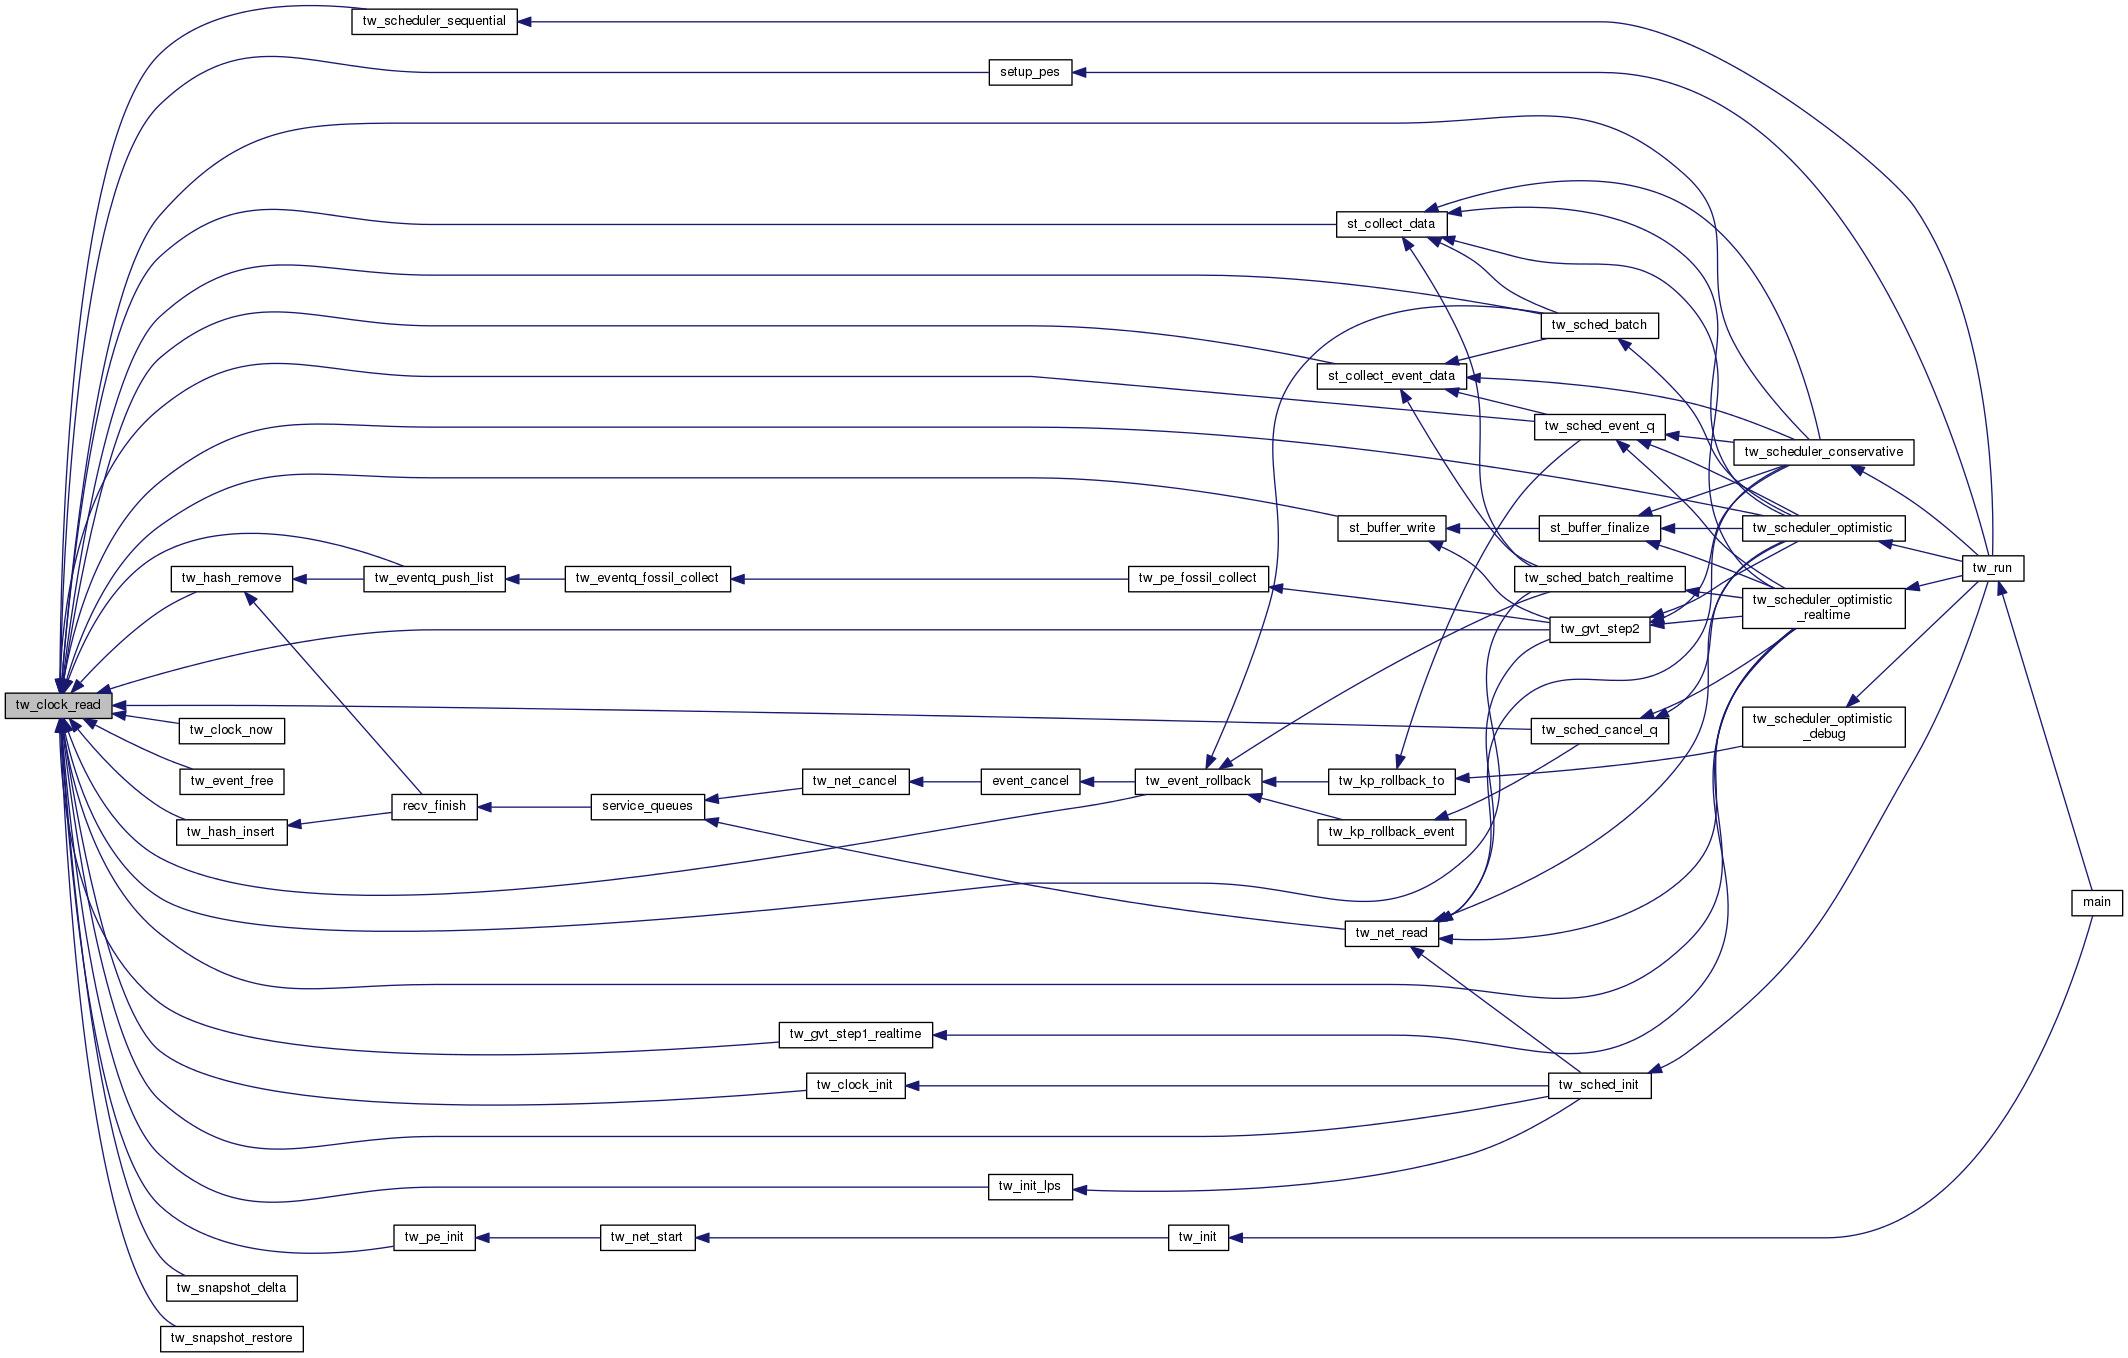 tw_scheduler_sequential
setup_pes
st_collect_data
tw_sched_batch
st_collect_event_data
tw_sched_event_q
tw_scheduler_conservative
st_buffer_write
st_buffer_finalize
tw_scheduler_optimistic
tw_run
tw_hash_remove
tw_eventq_push_list
tw_eventq_fossil_collect
tw_pe_fossil_collect
tw_sched_batch_realtime
tw_scheduler_optimistic
_realtime
tw_gvt_step2
tw_clock_read
tw_clock_now
tw_sched_cancel_q
tw_scheduler_optimistic
_debug
tw_event_free
tw_net_cancel
event_cancel
tw_event_rollback
tw_kp_rollback_to
recv_finish
service_queues
tw_hash_insert
tw_kp_rollback_event
main
tw_net_read
tw_gvt_step1_realtime
tw_clock_init
tw_sched_init
tw_init_lps
tw_pe_init
tw_net_start
tw_init
tw_snapshot_delta
tw_snapshot_restore